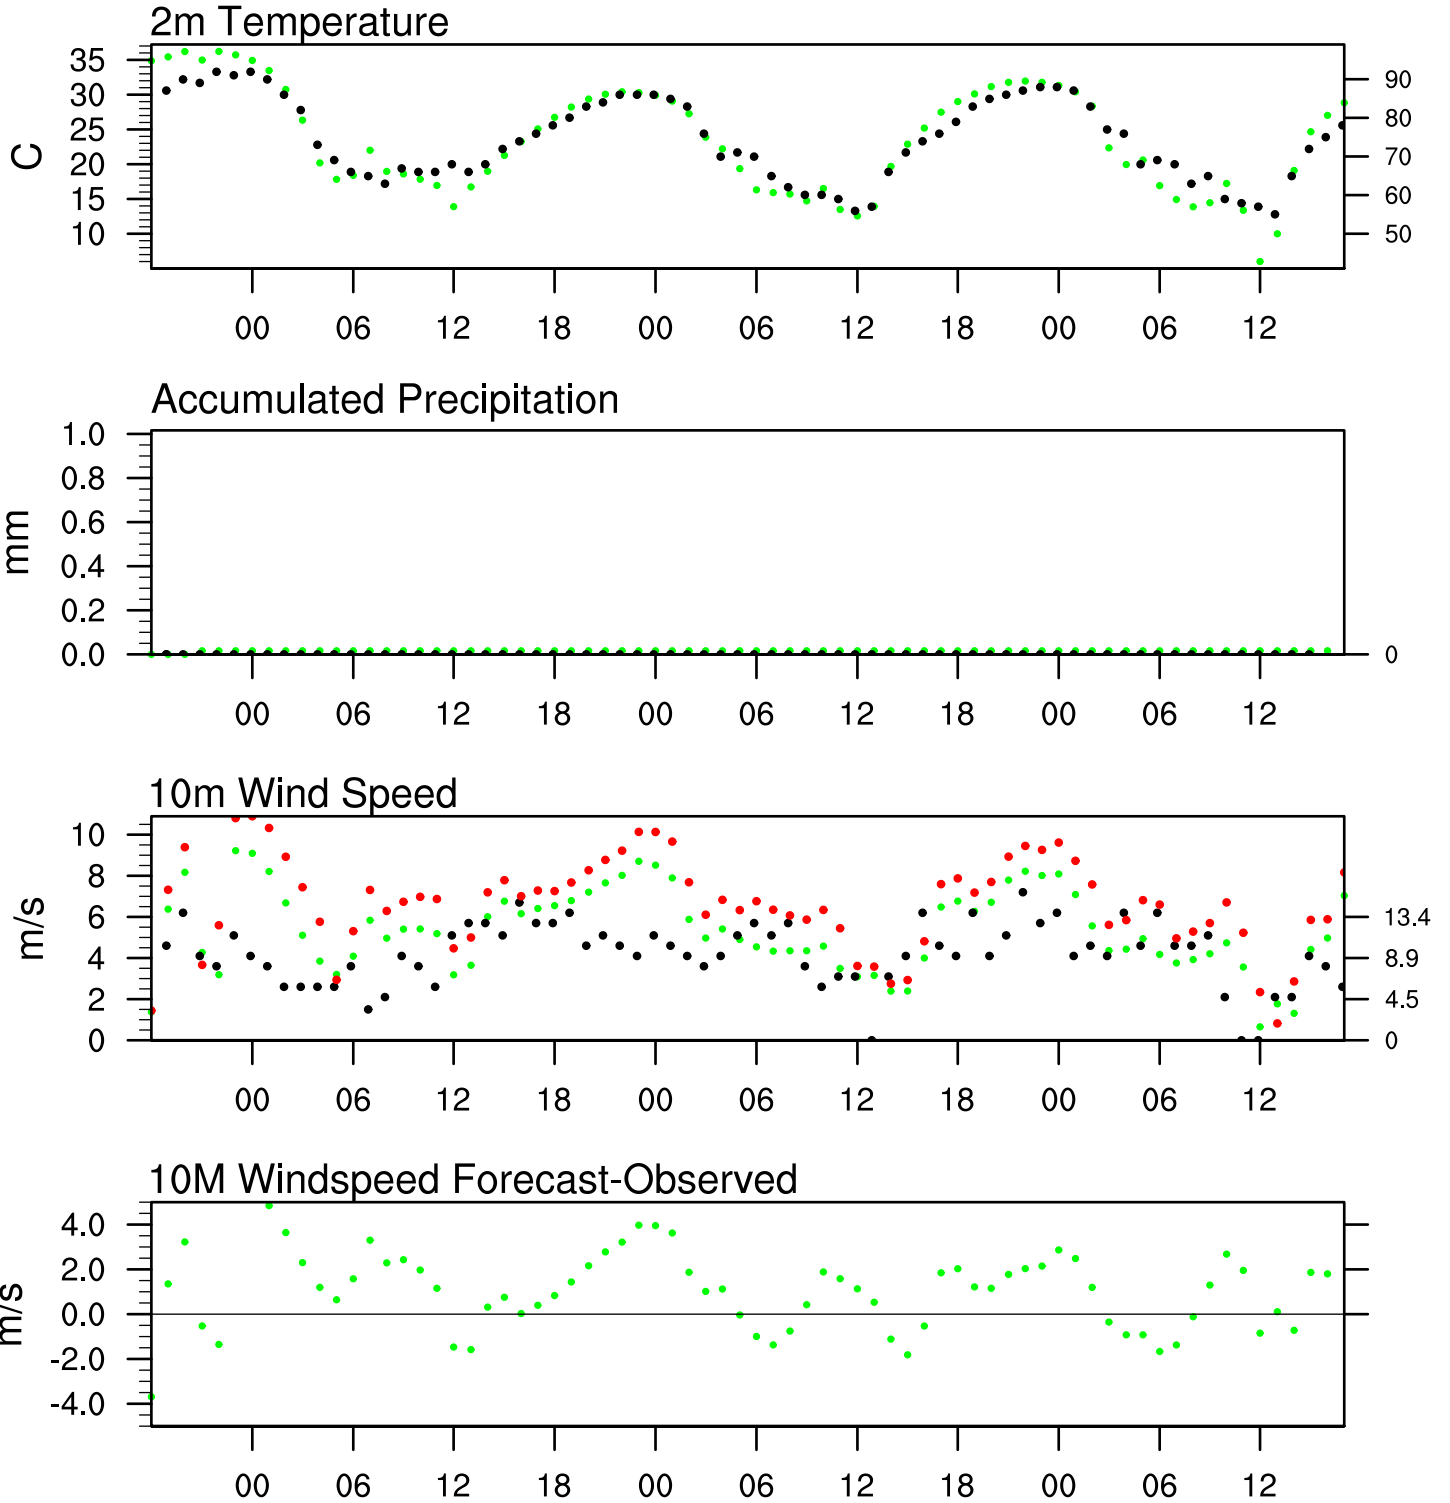 2m Temperature
35
30
25
20
15
10
C
90
80
70
60
50
00 06 12 18 00 06 12 18 00 06 12
Accumulated Precipitation
1.0
0.8
0.6
0.4
0.2
0.0
mm
0
00 06 12 18 00 06 12 18 00 06 12
10m Wind Speed
10
8
6
4
2
0
m/s
13.4
8.9
4.5
0
00 06 12 18 00 06 12 18 00 06 12
10M Windspeed Forecast-Observed
4.0
2.0
0.0
-2.0
-4.0
m/s
00 06 12 18 00 06 12 18 00 06 12